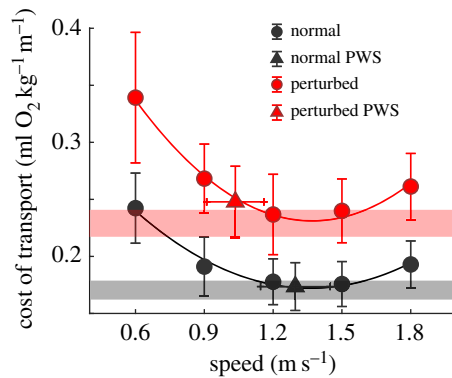 0.4
0.3
0.2
cost of transport (ml O2 kg−1 m−1)
normal
normal PWS
perturbed
perturbed PWS
0.6 0.9 1.2 1.5 1.8
speed (m s−1)